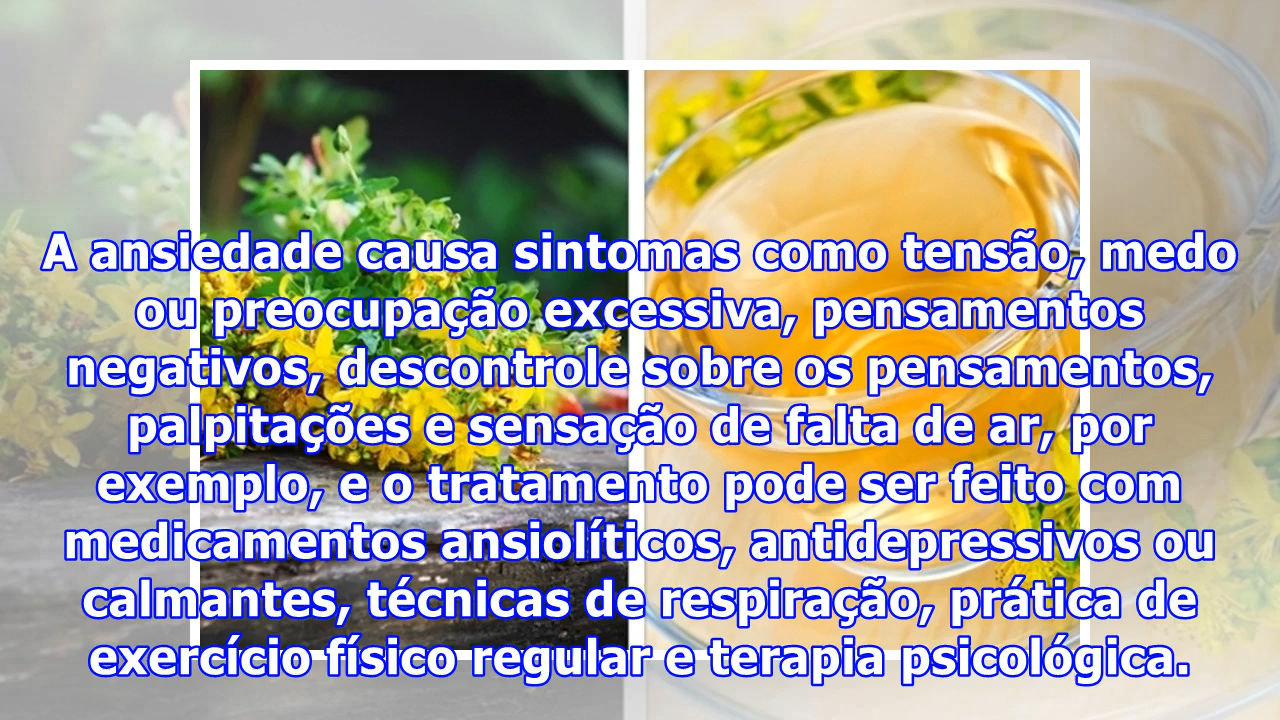 A ansiedade causa sintomas como tensão, medo
ou preocupação excessiva, pensamentos
negativos, descontrole sobre os pensamentos,
palpitações e sensação de falta de ar, por
exemplo, e o tratamento pode ser feito com
medicamentos ansiolíticos, antidepressivos ou
calmantes, técnicas de respiração, prática de
exercício físico regular e terapia psicológica.